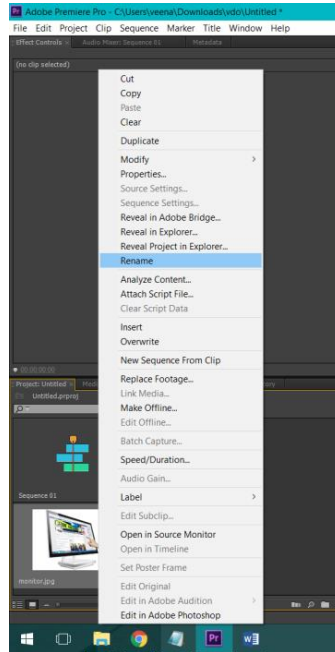 Adobe Premiere Pro - C:\Users\veena\Downloads\vdo\Untitled *
File Edit Project Clip Sequence Marker Title Window Help
Effect Controls Audio Mixer: Sequence 01 Metadata
(no clip selected)
Cut
Copy
Paste
Clear
Duplicate
Modify
Properties...
Source Settings...
Sequence Settings...
Reveal in Adobe Bridge...
Reveal in Explorer...
Reveal Project in Explorer...
Rename
Analyze Content...
Attach Script File...
Clear Script Data
Insert
Overwrite
New Sequence From Clip
00;00;00;00
Replace Footage...
Project: Untitled
Link Media...
Untitled.prproj
Make Offline...
Edit Offline...
Batch Capture...
Speed/Duration...
Audio Gain...
Label
Sequence 01
Edit Subclip...
Open in Source Monitor
Open in Timeline
Set Poster Frame
monitor.jpg
Edit Original
Edit in Adobe Audition
Edit in Adobe Photoshop